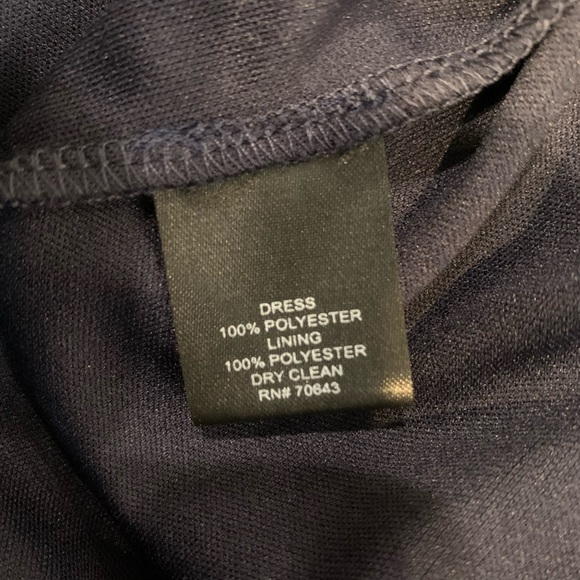 DRESS
100% POLYESTER
LINING
100% POLYESTER
DRY CLEAN
RN# 70643